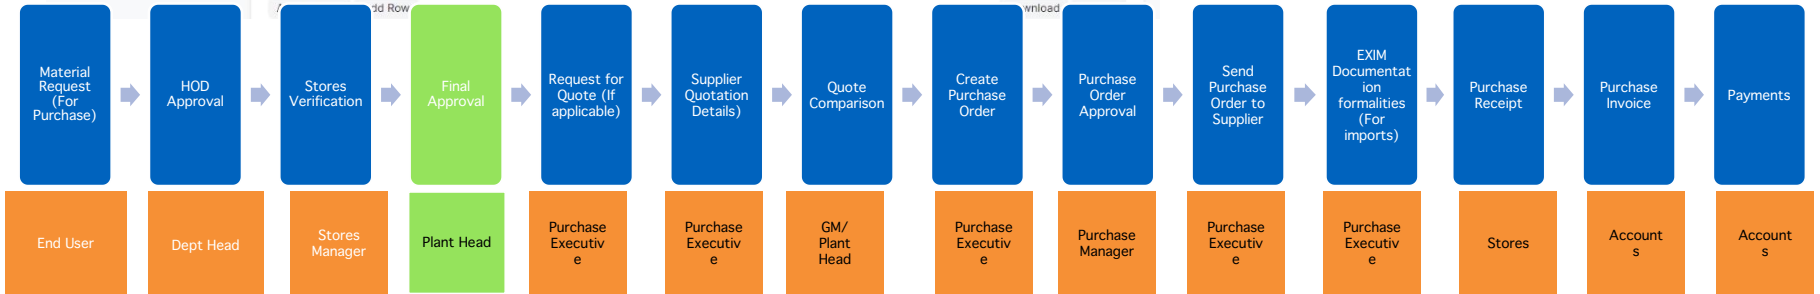 dd Row
wnload
Material
Request
(For
Purchase)
HOD
Approval
Stores
Verification
Final
Approval
Request for
Quote (If
applicable)
Supplier
Quotation
Details)
Quote
Comparison
Create
Purchase
Order
Purchase
Order
Approval
Send
Purchase
Order to
Supplier
EXIM
Documentat
ion
formalities
(For
imports)
Purchase
Receipt
Purchase
Invoice
Payments
End User
Dept Head
Stores
Manager
Plant Head
Purchase
Executiv
e
Purchase
Executiv
e
GM/
Plant
Head
Purchase
Executiv
e
Purchase
Manager
Purchase
Executiv
e
Purchase
Executiv
e
Stores
Account
s
Account
s